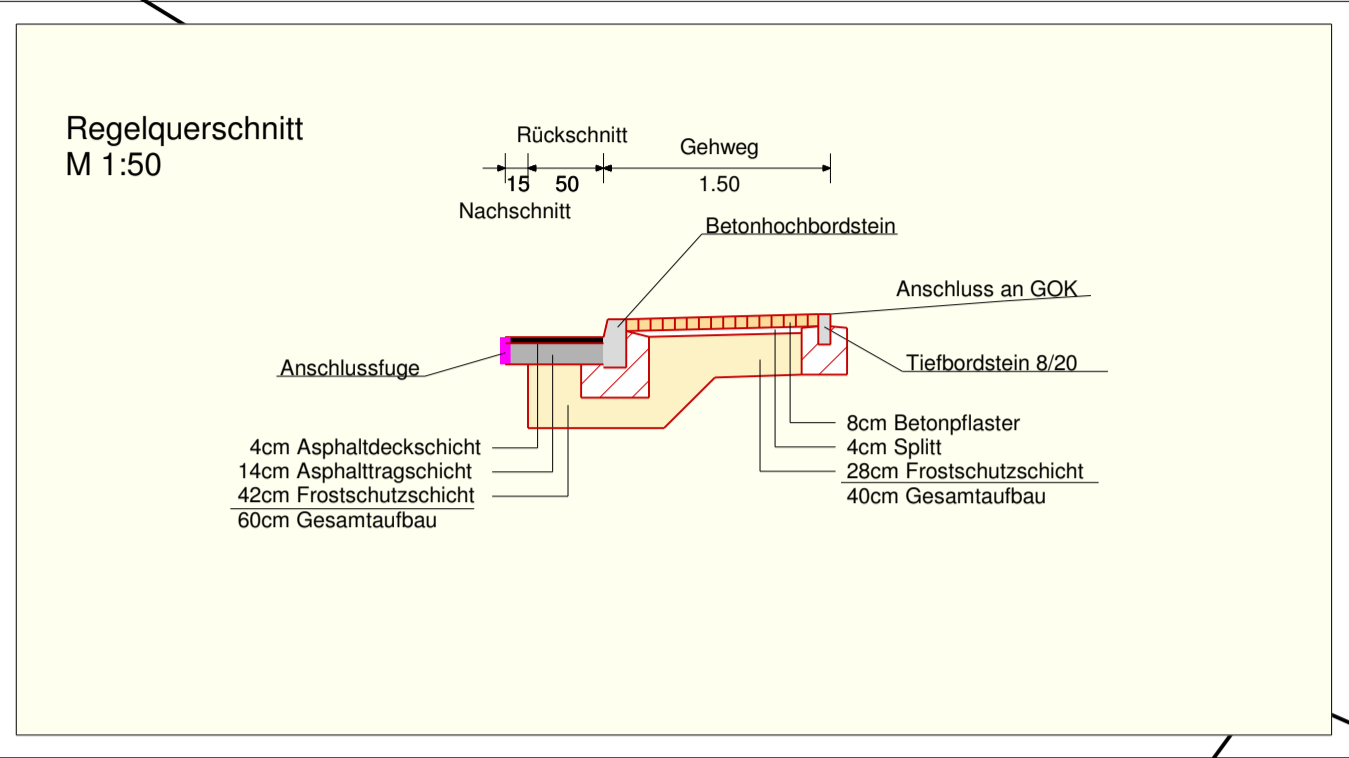 Regelquerschnitt
M 1:50
Rückschnitt
Gehweg
15
50
1.50
Nachschnitt
Betonhochbordstein
Anschluss an GOK
Anschlussfuge
Tiefbordstein 8/20
4cm Asphaltdeckschicht
14cm Asphalttragschicht
42cm Frostschutzschicht
60cm Gesamtaufbau
8cm Betonpflaster
4cm Splitt
28cm Frostschutzschicht
40cm Gesamtaufbau